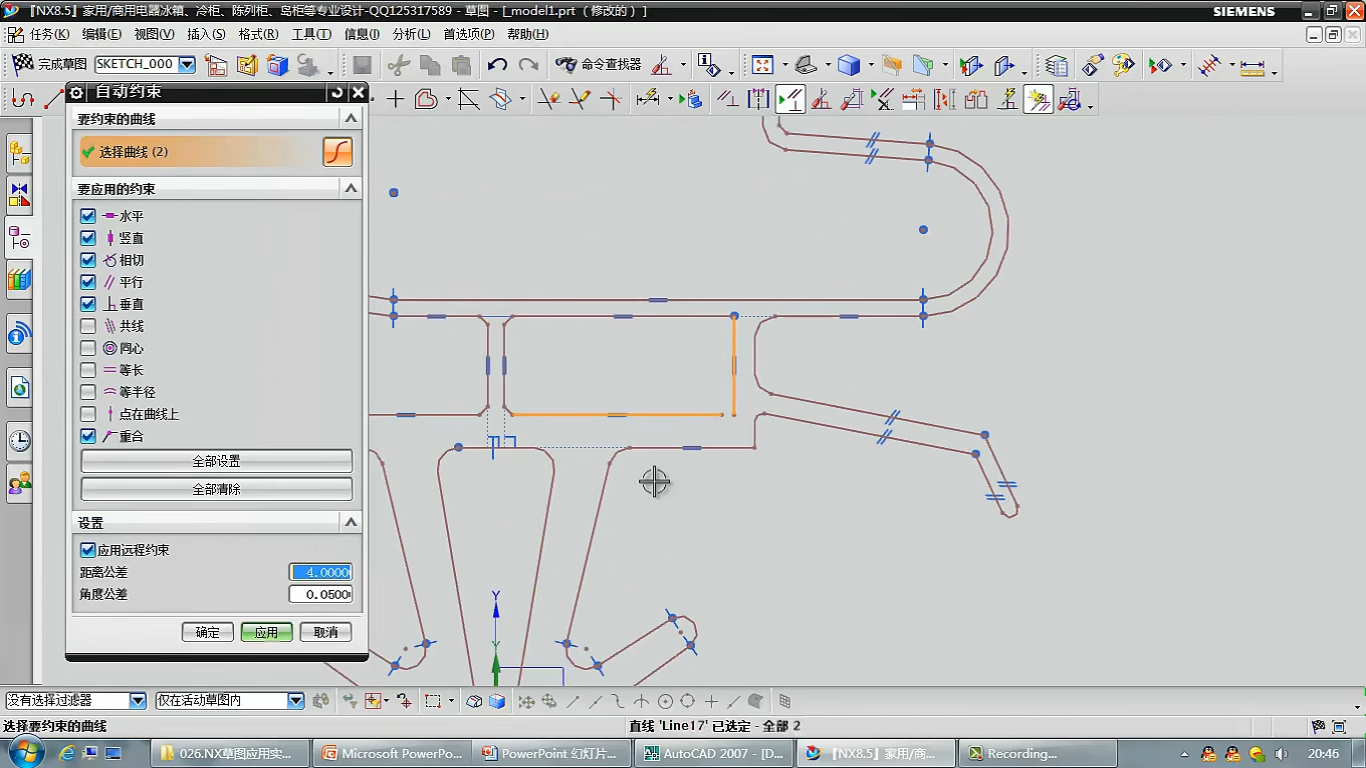 『NX8.5』家用/商用电器冰箱、冷柜、陈列柜、岛柜等专业设计-QQ125317589 - 草图 - [_model1.prt （修改的）]
SIEMENS
任务(K) 编辑(E) 视图(V) 插入(S) 格式(R) 工具(T) 信息(I) 分析(L) 首选项(P) 帮助(H)
完成草图 SKETCH_000 命令查找器
自动约束
要约束的曲线
选择曲线 (2)
要应用的约束
水平
竖直
相切
平行
垂直
共线
同心
等长
等半径
点在曲线上
重合
全部设置
全部清除
设置
应用远程约束
距离公差 4.0000
角度公差 0.0500
确定 应用 取消
Y
Y
没有选择过滤器 仅在活动草图内
选择要约束的曲线 直线 'Line17' 已选定 - 全部 2
026.NX草图应用实... Microsoft PowerPo... PowerPoint 幻灯片... AutoCAD 2007 - [D... 『NX8.5』家用/商... Recording... 20:46